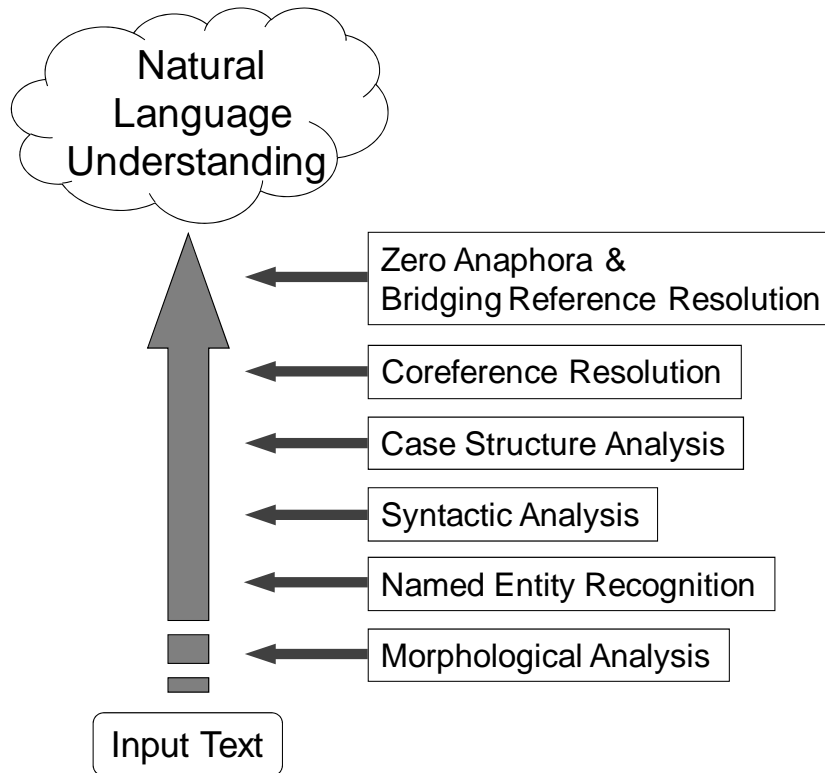 Natural
Language
Understanding
Zero Anaphora &
Bridging Reference Resolution
Coreference Resolution
Case Structure Analysis
Syntactic Analysis
Named Entity Recognition
Morphological Analysis
Input Text